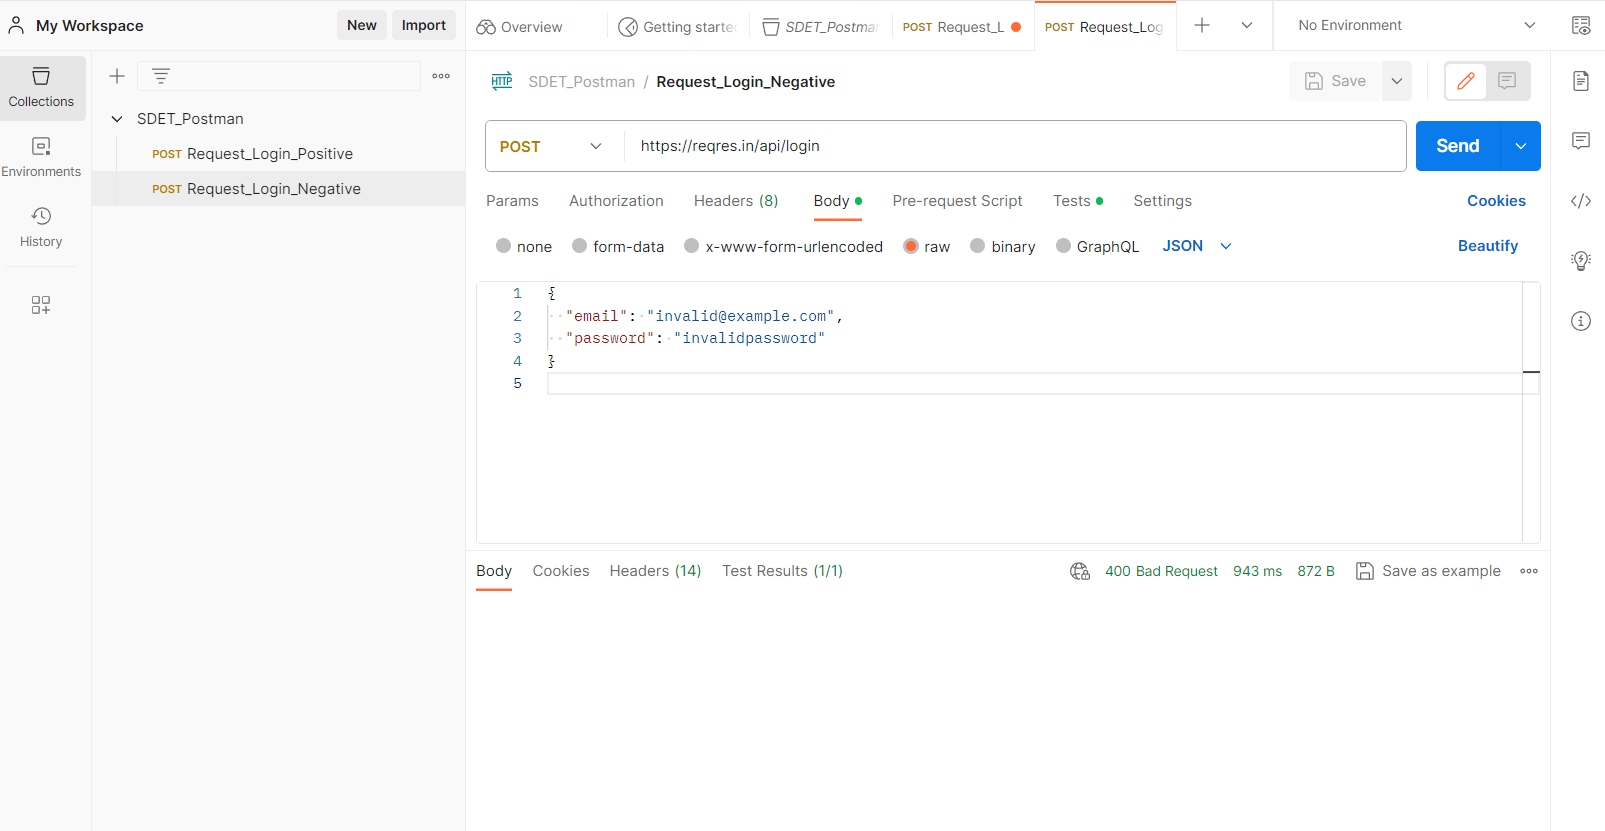 My Workspace New Import
Overview Getting starte SDET_Postmar POST Request_L POST Request_Log No Environment
Collections
Environments
History
SDET_Postman
POST Request_Login_Positive
POST Request_Login_Negative
HTTP SDET_Postman / Request_Login_Negative Save
POST https://reqres.in/api/login Send
Params Authorization Headers (8) Body Pre-request Script Tests Settings Cookies
none form-data x-www-form-urlencoded raw binary GraphQL JSON Beautify
1 {
2 "email": "invalid@example.com",
3 "password": "invalidpassword"
4 }
5
Body Cookies Headers (14) Test Results (1/1) 400 Bad Request 943 ms 872 B Save as example